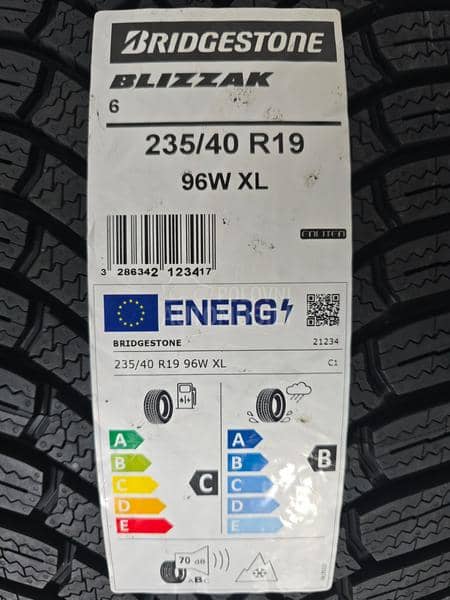 BRIDGESTONE
BLIZZAK
6
235/40 R19
96W XL
ENLITEN
3 286342 123417
ENERG
BRIDGESTONE 21234
235/40 R19 96W XL C1
A A
B B B
C C C
D D
E E
70 dB
ABC